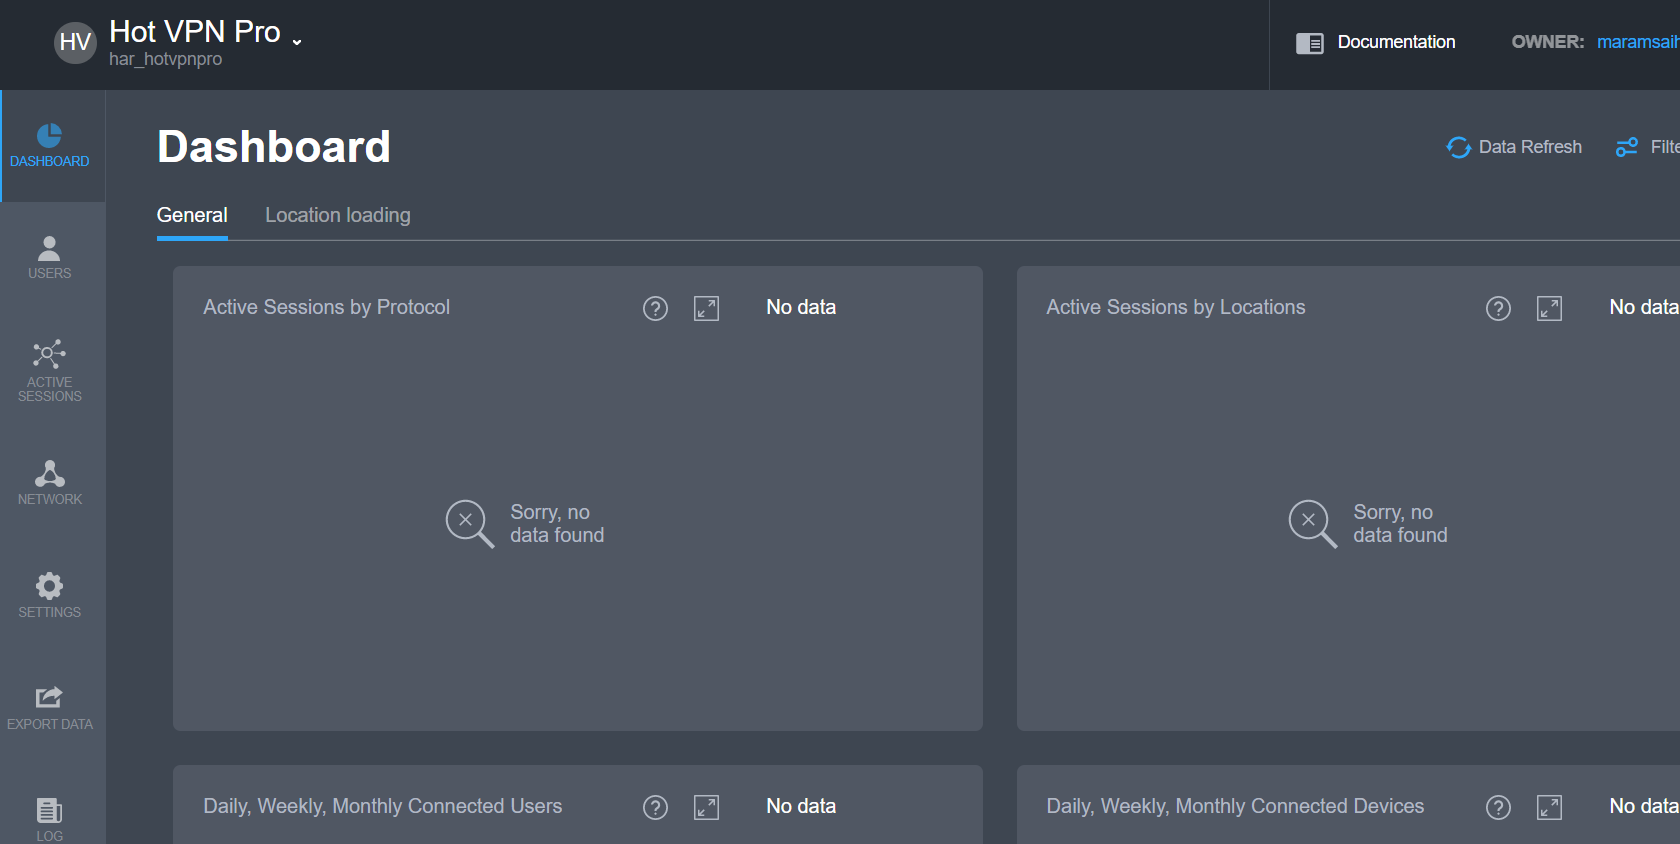 HV
Hot VPN Pro
har_hotvpnpro
Documentation
OWNER:
DASHBOARD
USERS
ACTIVE
SESSIONS
NETWORK
SETTINGS
EXPORT DATA
LOG
Dashboard
Data Refresh
General
Location loading
Active Sessions by Protocol
?
No data
Sorry, no
data found
Active Sessions by Locations
?
No data
Sorry, no
data found
Daily, Weekly, Monthly Connected Users
?
No data
Daily, Weekly, Monthly Connected Devices
?
No data